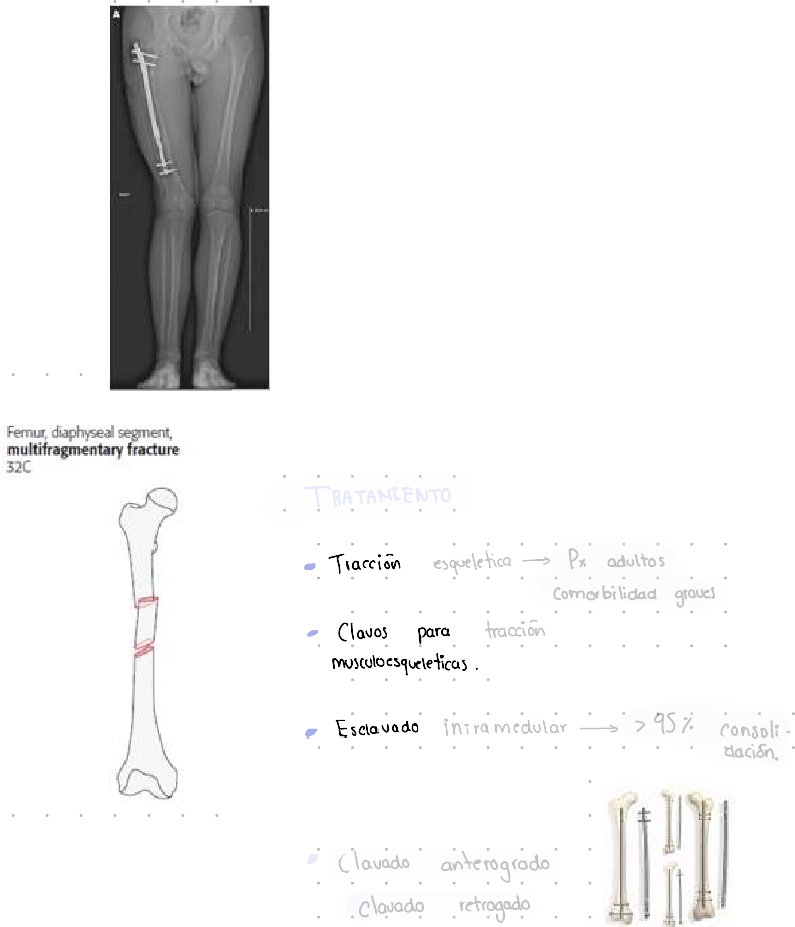 A
Femur, diaphyseal segment,
multifragmentary fracture
32C
TRATAMIENTO
Tracción esqueletica → Px adultos
comorbilidad graves
Clavos para tracción
musculoesqueleticas.
Esclavado intramedular → > 95% consoli-
dación.
Clavado anterogrado
clavado retrogado